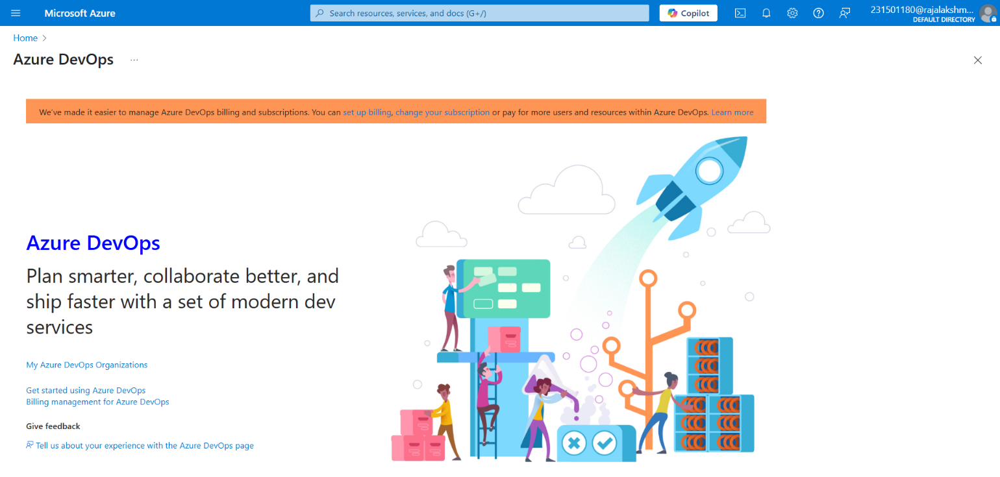 Microsoft Azure
Search resources, services, and docs (G+/)
Copilot
231501180@rajalakshm...
DEFAULT DIRECTORY
Home
Azure DevOps ...
We've made it easier to manage Azure DevOps billing and subscriptions. You can set up billing, change your subscription or pay for more users and resources within Azure DevOps. Learn more
Azure DevOps
Plan smarter, collaborate better, and
ship faster with a set of modern dev
services
My Azure DevOps Organizations
Get started using Azure DevOps
Billing management for Azure DevOps
Give feedback
Tell us about your experience with the Azure DevOps page